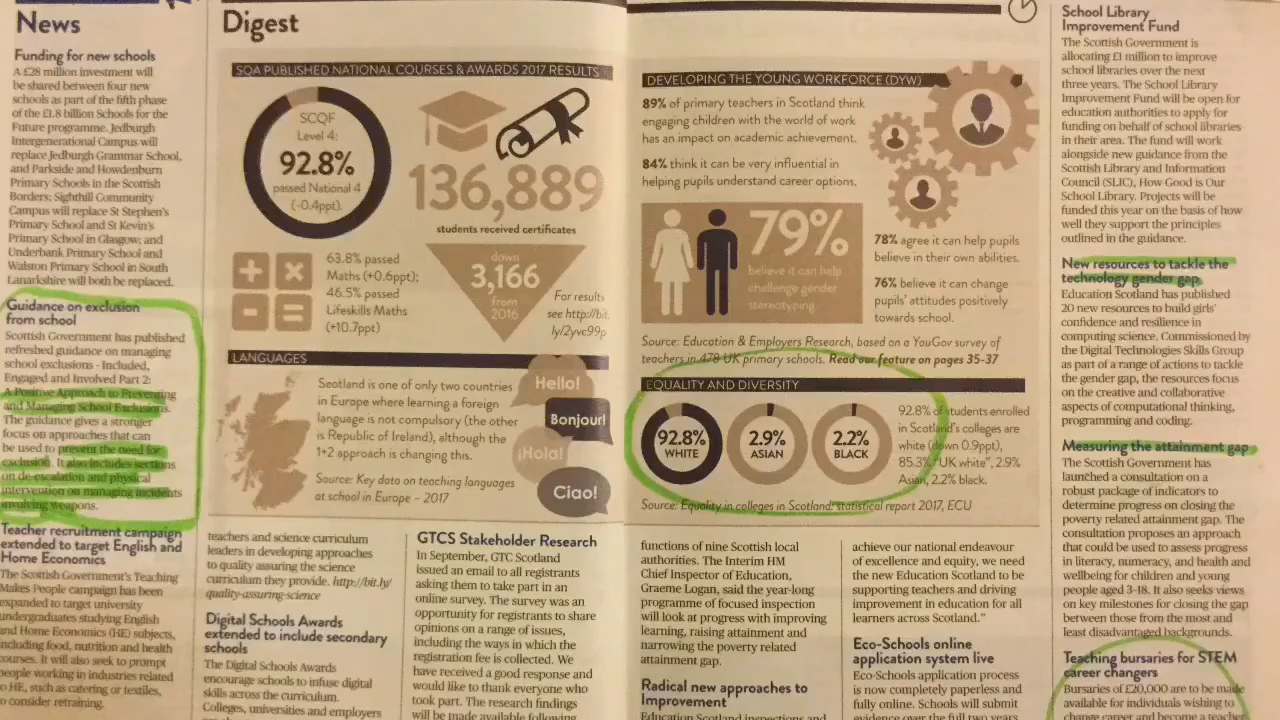 News
Funding for new schools
A £28 million investment will
be shared between four new
schools as part of the fifth phase
of the £1.8 billion Schools for the
Future programme. Jedburgh
Intergenerational Campus will
replace Jedburgh Grammar School,
and Parkside and Howdenburn
Primary Schools in the Scottish
Borders; Sighthill Community
Campus will replace St Stephen's
Primary School and St Kevin's
Primary School in Glasgow; and
Underbank Primary School and
Walston Primary School in South
Lanarkshire will both be replaced.
Guidance on exclusion
from school
Scottish Government has published
refreshed guidance on managing
school exclusions - Included,
Engaged and Involved Part 2:
A Positive Approach to Preventing
and Managing School Exclusions.
The guidance gives a stronger
focus on approaches that can
be used to prevent the need for
exclusion. It also includes sections
on de-escalation and physical
intervention on managing incidents
involving weapons.
Teacher recruitment campaign
extended to target English and
Home Economics
The Scottish Government's Teaching
Makes People campaign has been
expanded to target university
undergraduates studying English
and Home Economics (HE) subjects,
including food, nutrition and health
courses. It will also seek to prompt
people working in industries related
to HE, such as catering or textiles,
to consider retraining.
Digest
SQA PUBLISHED NATIONAL COURSES & AWARDS 2017 RESULTS
SCQF
Level 4:
92.8%
passed National 4
(-0.4ppt).
136,889
students received certificates
63.8% passed
Maths (+0.6ppt);
46.5% passed
Lifeskills Maths
(+10.7ppt)
down
3,166
from
2016
For results
see http://bit.
ly/2yvc99p
LANGUAGES
Scotland is one of only two countries
in Europe where learning a foreign
language is not compulsory (the other
is Republic of Ireland), although the
1+2 approach is changing this.
Source: Key data on teaching languages
at school in Europe – 2017
Hello!
Bonjour!
¡Hola!
Ciao!
teachers and science curriculum
leaders in developing approaches
to quality assuring the science
curriculum they provide. http://bit.ly/
quality-assuring-science
Digital Schools Awards
extended to include secondary
schools
The Digital Schools Awards
encourage schools to infuse digital
skills across the curriculum.
Colleges, universities and employers
GTCS Stakeholder Research
In September, GTC Scotland
issued an email to all registrants
asking them to take part in an
online survey. The survey was an
opportunity for registrants to share
opinions on a range of issues,
including the ways in which the
registration fee is collected. We
have received a good response and
would like to thank everyone who
took part. The research findings
will be made available following
DEVELOPING THE YOUNG WORKFORCE (DYW)
89% of primary teachers in Scotland think
engaging children with the world of work
has an impact on academic achievement.
84% think it can be very influential in
helping pupils understand career options.
79%
believe it can help
challenge gender
stereotyping.
78% agree it can help pupils
believe in their own abilities.
76% believe it can change
pupils' attitudes positively
towards school.
Source: Education & Employers Research, based on a YouGov survey of
teachers in 478 UK primary schools. Read our feature on pages 35-37
EQUALITY AND DIVERSITY
92.8%
WHITE
2.9%
ASIAN
2.2%
BLACK
92.8% of students enrolled
in Scotland's colleges are
white (down 0.9ppt),
85.3% "UK white", 2.9%
Asian, 2.2% black.
Source: Equality in colleges in Scotland: statistical report 2017, ECU
functions of nine Scottish local
authorities. The Interim HM
Chief Inspector of Education,
Graeme Logan, said the year-long
programme of focused inspection
will look at progress with improving
learning, raising attainment and
narrowing the poverty related
attainment gap.
Radical new approaches to
Improvement
Education Scotland inspections and
achieve our national endeavour
of excellence and equity, we need
the new Education Scotland to be
supporting teachers and driving
improvement in education for all
learners across Scotland."
Eco-Schools online
application system live
Eco-Schools application process
is now completely paperless and
fully online. Schools will submit
evidence over the full two years
School Library
Improvement Fund
The Scottish Government is
allocating £1 million to improve
school libraries over the next
three years. The School Library
Improvement Fund will be open for
education authorities to apply for
funding on behalf of school libraries
in their area. The fund will work
alongside new guidance from the
Scottish Library and Information
Council (SLIC), How Good is Our
School Library. Projects will be
funded this year on the basis of how
well they support the principles
outlined in the guidance.
New resources to tackle the
technology gender gap
Education Scotland has published
20 new resources to build girls'
confidence and resilience in
computing science. Commissioned by
the Digital Technologies Skills Group
as part of a range of actions to tackle
the gender gap, the resources focus
on the creative and collaborative
aspects of computational thinking,
programming and coding.
Measuring the attainment gap
The Scottish Government has
launched a consultation on a
robust package of indicators to
determine progress on closing the
poverty related attainment gap. The
consultation proposes an approach
that could be used to assess progress
in literacy, numeracy, and health and
wellbeing for children and young
people aged 3-18. It also seeks views
on key milestones for closing the gap
between those from the most and
least disadvantaged backgrounds.
Teaching bursaries for STEM
career changers
Bursaries of £20,000 are to be made
available for individuals wishing to
change career and become a teacher